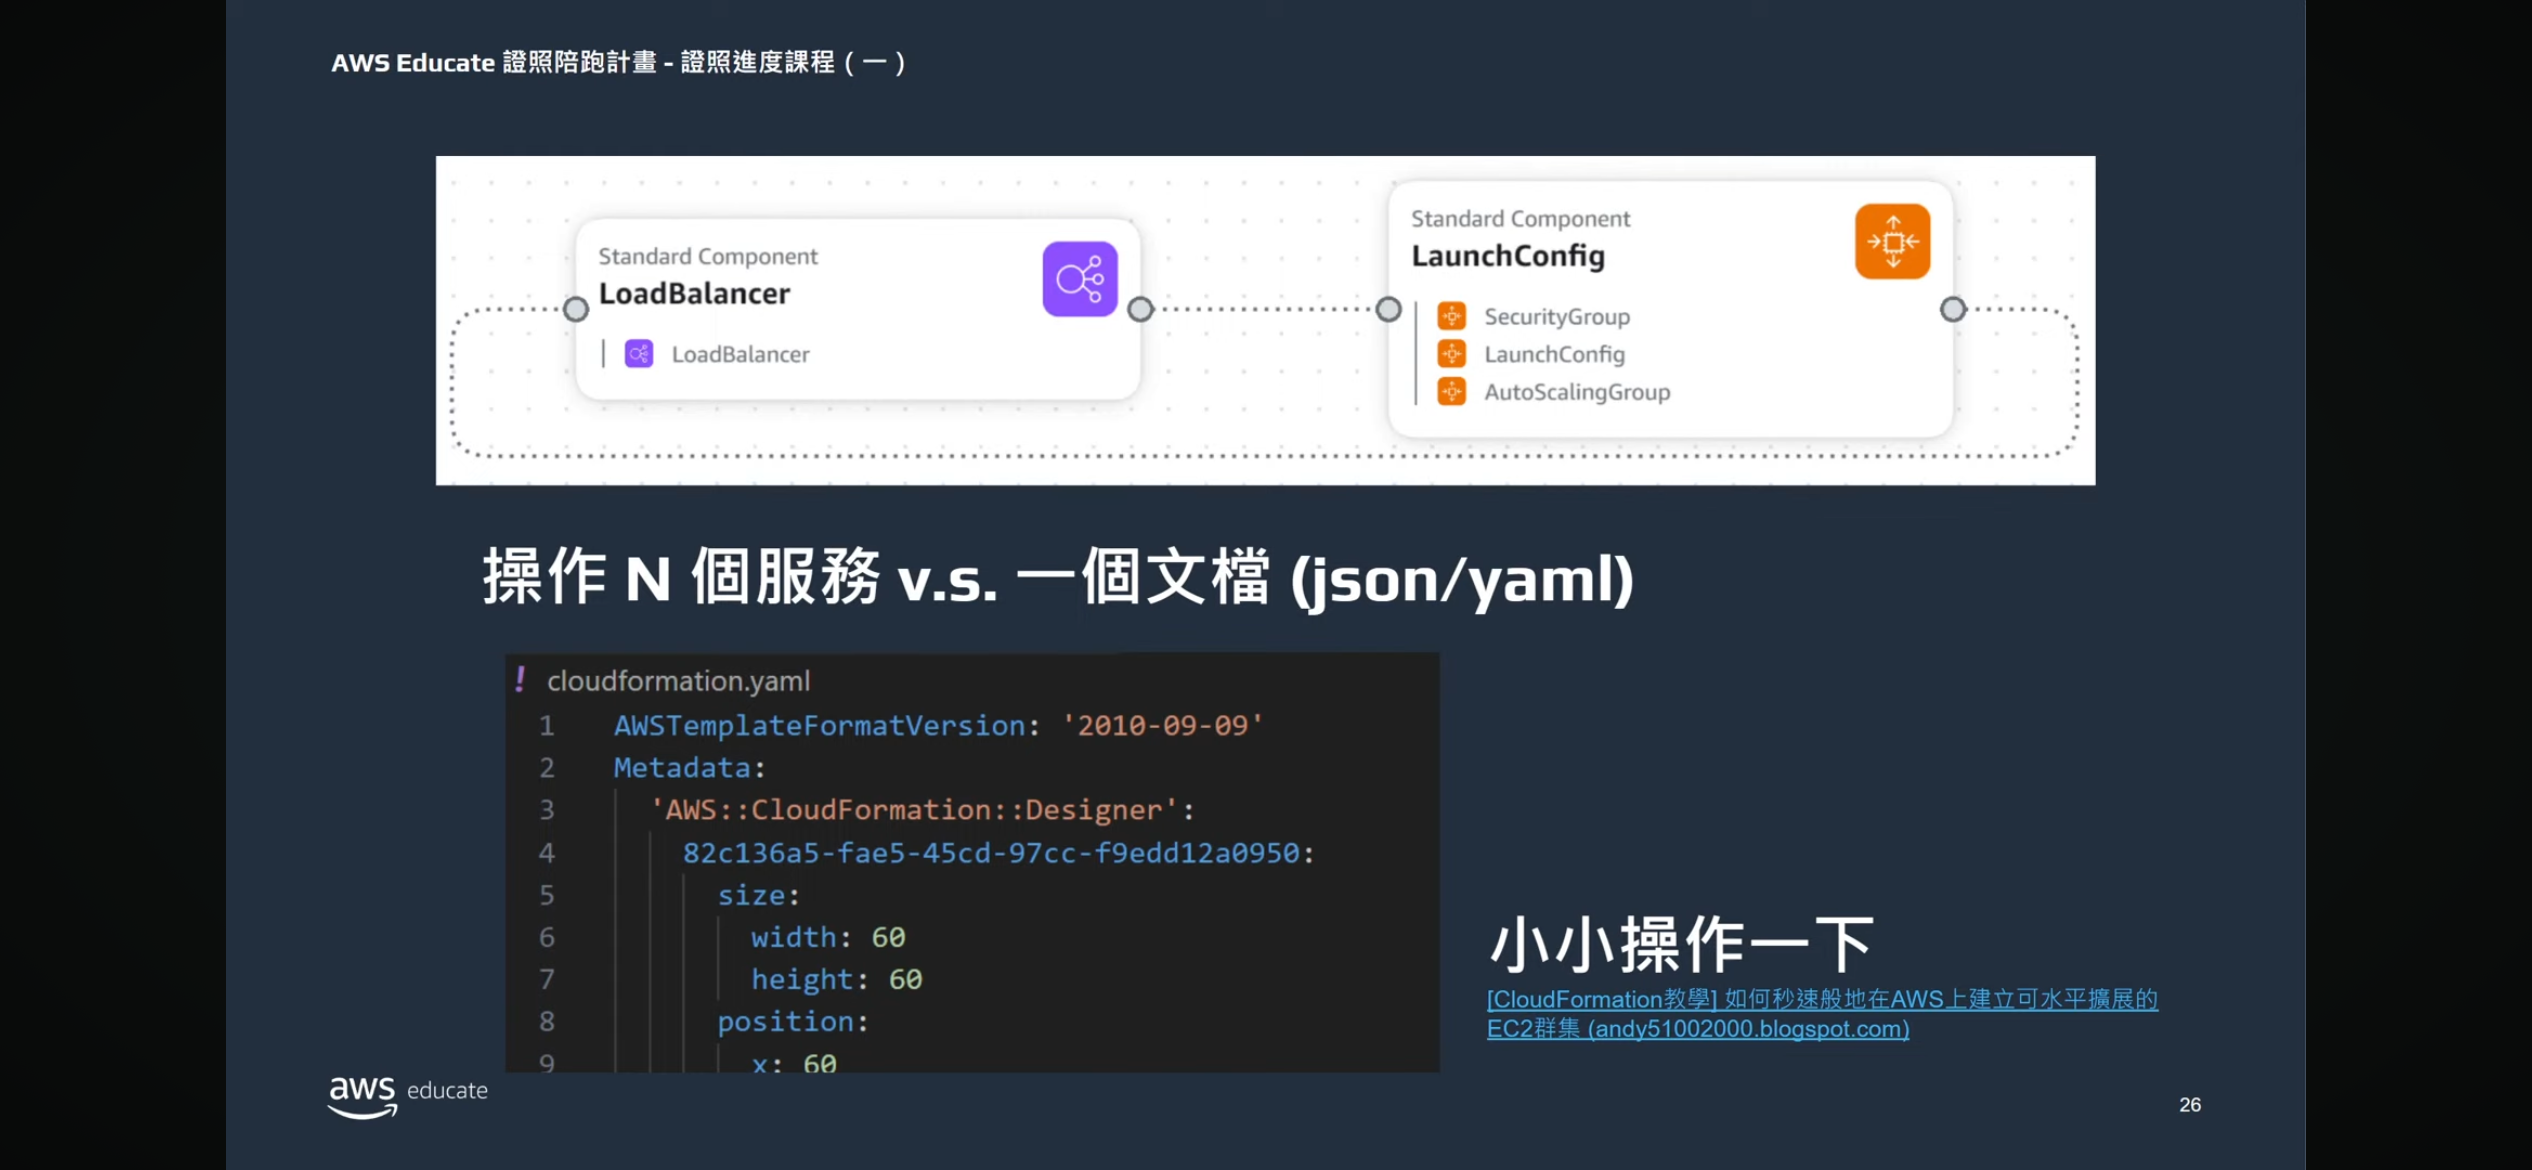 AWS Educate 證照陪跑計畫 - 證照進度課程 ( 一 )
Standard Component
LoadBalancer
LoadBalancer
Standard Component
LaunchConfig
SecurityGroup
LaunchConfig
AutoScalingGroup
操作 N 個服務 v.s. 一個文檔 (json/yaml)
! cloudformation.yaml
1 AWSTemplateFormatVersion: '2010-09-09'
2 Metadata:
3 'AWS::CloudFormation::Designer':
4 82c136a5-fae5-45cd-97cc-f9edd12a0950:
5 size:
6 width: 60
7 height: 60
8 position:
9 x: 60
小小操作一下
[CloudFormation教學] 如何秒速般地在AWS上建立可水平擴展的
EC2群集 (andy51002000.blogspot.com)
aws educate
26